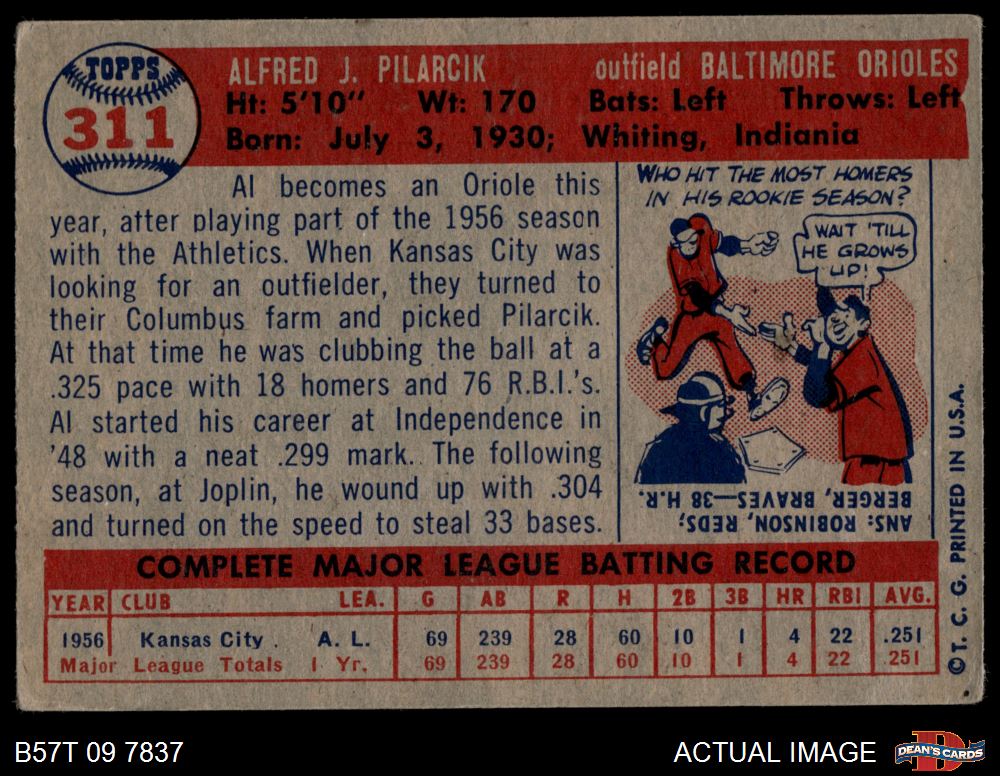 TOPPS
311
ALFRED J. PILARCIK outfield BALTIMORE ORIOLES
Ht: 5'10" Wt: 170 Bats: Left Throws: Left
Born: July 3, 1930; Whiting, Indiania
Al becomes an Oriole this
year, after playing part of the 1956 season
with the Athletics. When Kansas City was
looking for an outfielder, they turned to
their Columbus farm and picked Pilarcik.
At that time he was clubbing the ball at a
.325 pace with 18 homers and 76 R.B.I.'s.
Al started his career at Independence in
'48 with a neat .299 mark. The following
season, at Joplin, he wound up with .304
and turned on the speed to steal 33 bases.
WHO HIT THE MOST HOMERS
IN HIS ROOKIE SEASON?
WAIT 'TILL
HE GROWS
UP!
ANS: ROBINSON, REDS;
BERGER, BRAVES—38 H.R.
COMPLETE MAJOR LEAGUE BATTING RECORD
YEAR CLUB LEA. G AB R H 2B 3B HR RBI AVG.
1956 Kansas City . A. L. 69 239 28 60 10 1 4 22 .251
Major League Totals 1 Yr. 69 239 28 60 10 1 4 22 .251
©T. C. G. PRINTED IN U.S.A.
B57T 09 7837 ACTUAL IMAGE DEAN'S CARDS